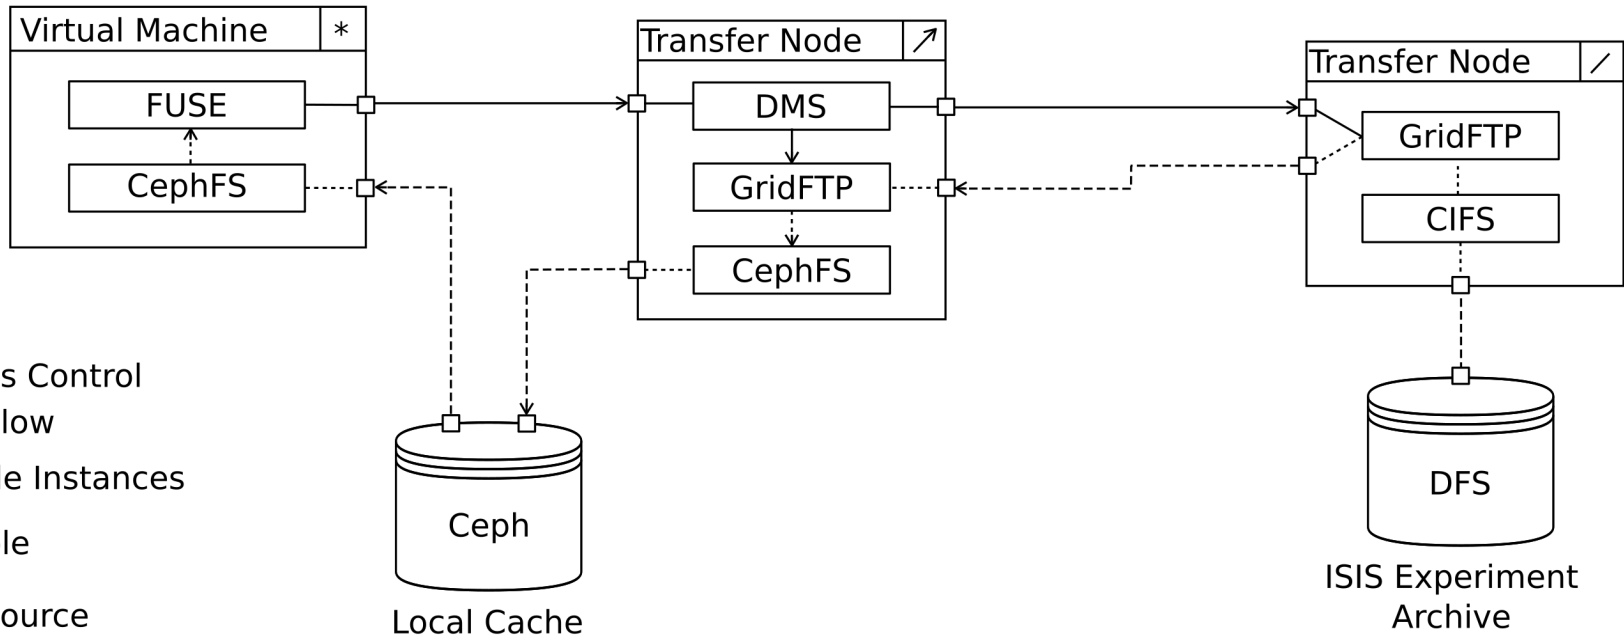 Virtual Machine *
FUSE
CephFS
Transfer Node
DMS
GridFTP
CephFS
Transfer Node
GridFTP
CIFS
s Control
low
le Instances
le
ource
Ceph
Local Cache
DFS
ISIS Experiment
Archive